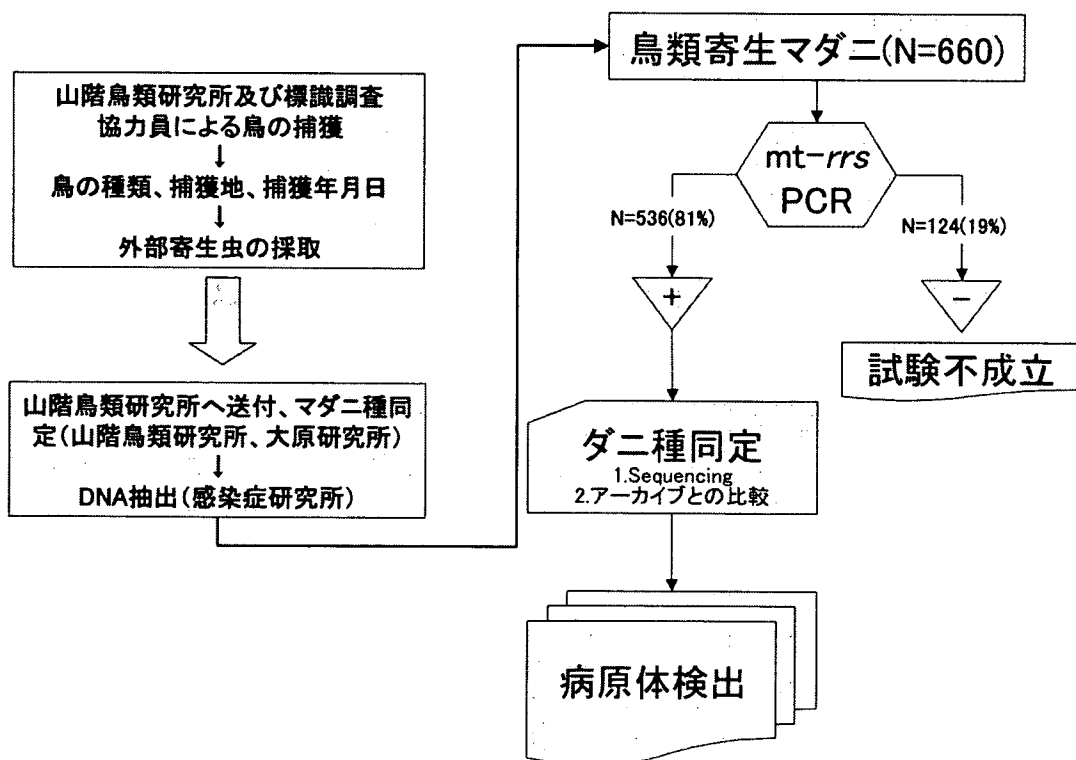 山階鳥類研究所及び標識調査
協力員による鳥の捕獲
↓
鳥の種類、捕獲地、捕獲年月日
↓
外部寄生虫の採取
山階鳥類研究所へ送付、マダニ種同
定(山階鳥類研究所、大原研究所)
↓
DNA抽出(感染症研究所)
鳥類寄生マダニ(N=660)
mt-rrs
PCR
N=536(81%)
N=124(19%)
+
−
試験不成立
ダニ種同定
1.Sequencing
2.アーカイブとの比較
病原体検出